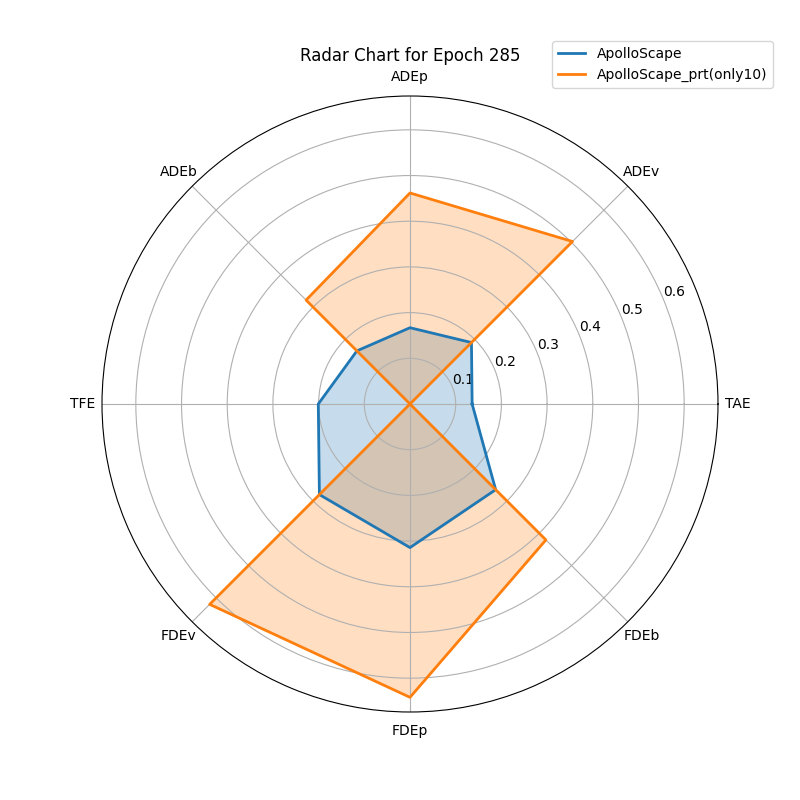 Radar Chart for Epoch 285
ApolloScape
ApolloScape_prt(only10)
ADEp
ADEb
ADEv
0.6
0.5
0.4
0.3
0.2
0.1
TFE
TAE
FDEv
FDEb
FDEp